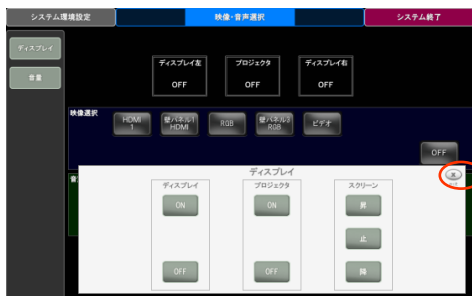 システム環境設定
映像・音声選択
システム終了
ディスプレイ
音量
ディスプレイ左
OFF
プロジェクタ
OFF
ディスプレイ右
OFF
映像選択
HDMI
1
壁パネル1
HDMI
RGB
壁パネル3
RGB
ビデオ
OFF
音
ディスプレイ
ディスプレイ
ON
OFF
プロジェクタ
ON
OFF
スクリーン
昇
止
降